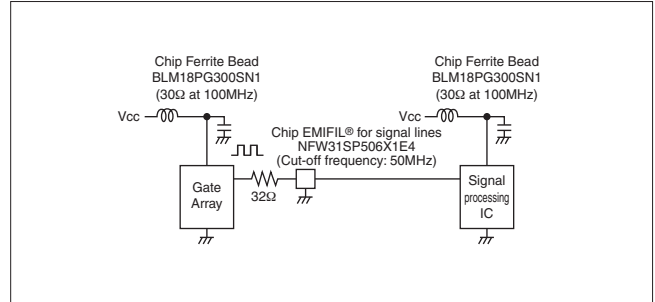 Chip Ferrite Bead
BLM18PG300SN1
(30Ω at 100MHz)
Vcc
Chip Ferrite Bead
BLM18PG300SN1
(30Ω at 100MHz)
Vcc
Chip EMIFIL® for signal lines
NFW31SP506X1E4
(Cut-off frequency: 50MHz)
Gate
Array
32Ω
Signal
processing
IC